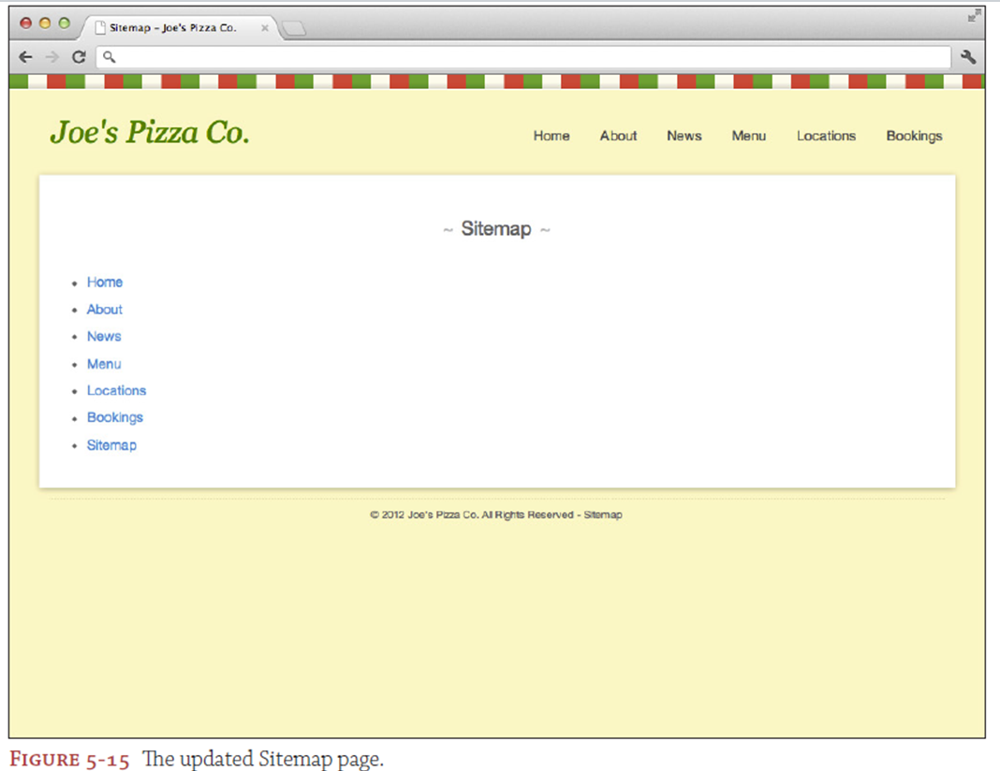 Sitemap – Joe's Pizza Co.
Joe's Pizza Co.
Home About News Menu Locations Bookings
~ Sitemap ~
• Home
• About
• News
• Menu
• Locations
• Bookings
• Sitemap
© 2012 Joe's Pizza Co. All Rights Reserved - Sitemap
FIGURE 5-15 The updated Sitemap page.